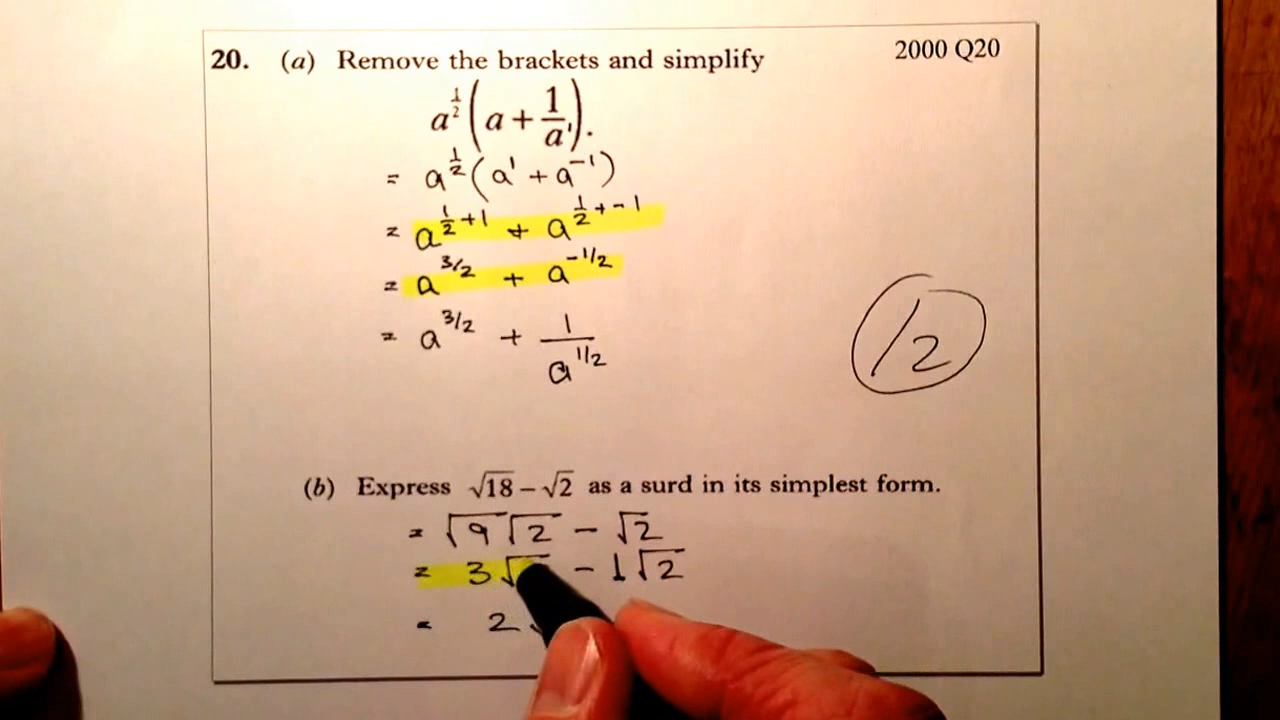 20. (a) Remove the brackets and simplify 2000 Q20
a^{1/2}(a + 1/a').
= a^{1/2}(a^1 + a^{-1})
= a^{1/2+1} + a^{1/2+-1}
= a^{3/2} + a^{-1/2}
= a^{3/2} + 1/a^{1/2}
/2
(b) Express √18 – √2 as a surd in its simplest form.
= √9 √2 – √2
= 3√ – 1√2
= 2